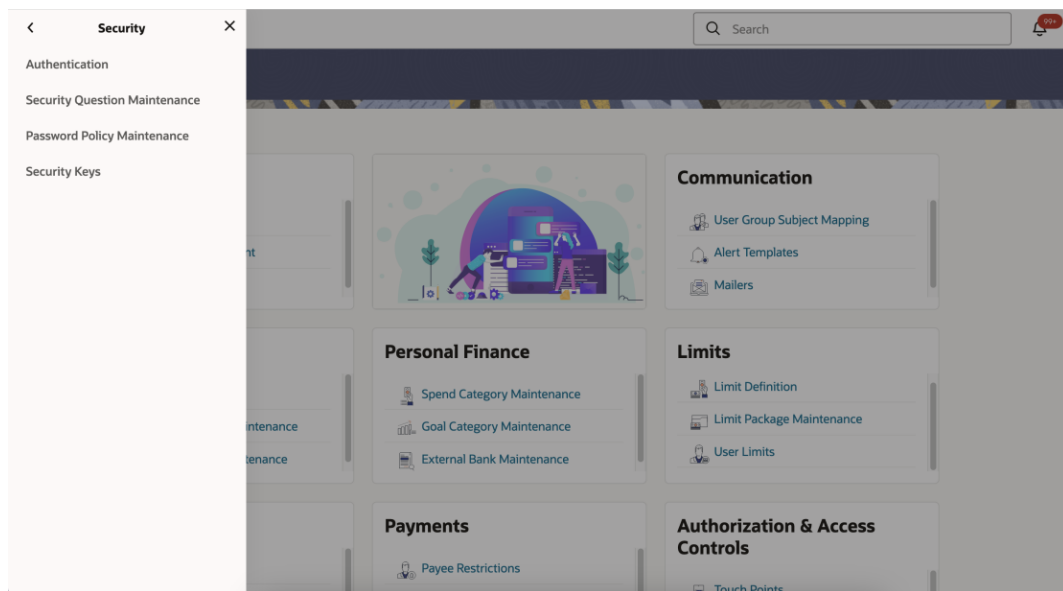 Security
Authentication
Security Question Maintenance
Password Policy Maintenance
Security Keys
Search
99+
nt
Communication
User Group Subject Mapping
Alert Templates
Mailers
intenance
tenance
Personal Finance
Spend Category Maintenance
Goal Category Maintenance
External Bank Maintenance
Limits
Limit Definition
Limit Package Maintenance
User Limits
Payments
Payee Restrictions
Authorization & Access
Controls
Touch Points